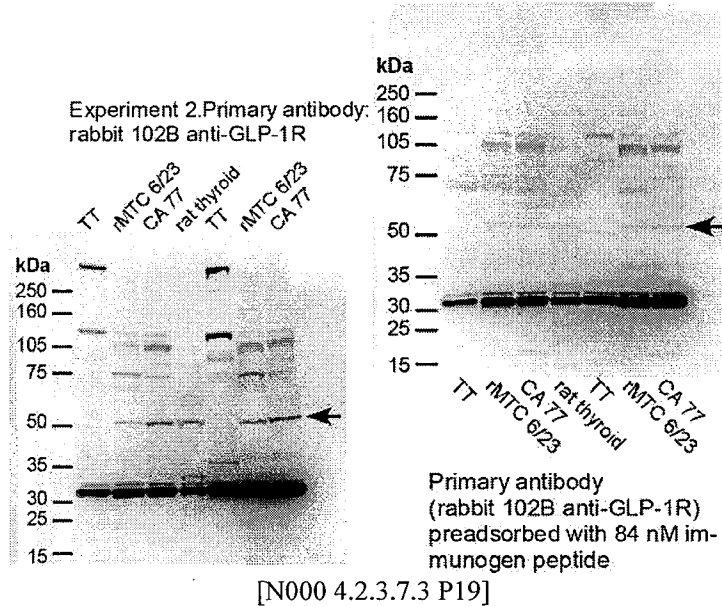 Experiment 2.Primary antibody:
rabbit 102B anti-GLP-1R
TT
rMTC 6/23
CA 77
rat thyroid
TT
rMTC 6/23
CA 77
kDa
250
160
105
75
50
35
30
25
15
kDa
250
160
105
75
50
35
30
25
15
TT
rMTC 6/23
CA 77
rat thyroid
TT
rMTC 6/23
CA 77
Primary antibody
(rabbit 102B anti-GLP-1R)
preadsorbed with 84 nM im-
munogen peptide
[N000 4.2.3.7.3 P19]